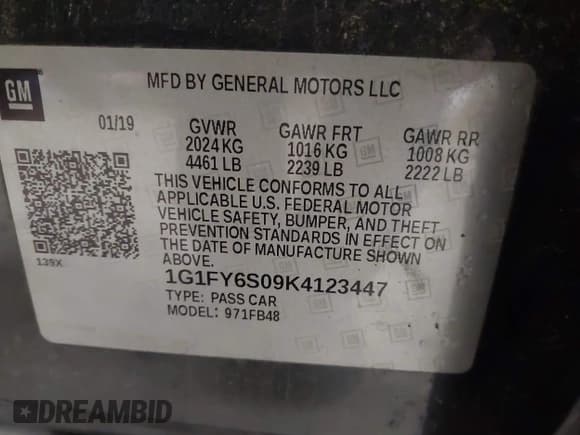 GM
MFD BY GENERAL MOTORS LLC
01/19
GVWR GAWR FRT GAWR RR
2024 KG 1016 KG 1008 KG
4461 LB 2239 LB 2222 LB
THIS VEHICLE CONFORMS TO ALL
APPLICABLE U.S. FEDERAL MOTOR
VEHICLE SAFETY, BUMPER, AND THEFT
PREVENTION STANDARDS IN EFFECT ON
THE DATE OF MANUFACTURE SHOWN
ABOVE.
139X
1G1FY6S09K4123447
TYPE: PASS CAR
MODEL: 971FB48
DREAMBID